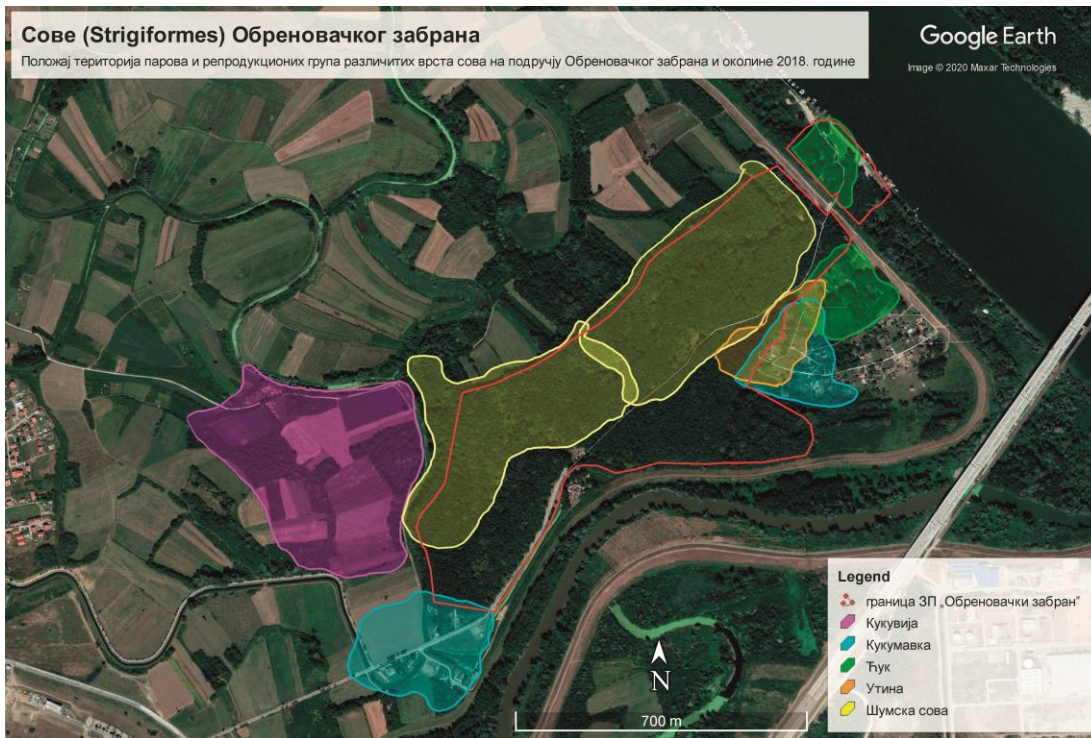 Сове (Strigiformes) Обреновачког забрана
Положај територија парова и репродукционих група различитих врста сова на подручју Обреновачког забрана и околине 2018. године
Google Earth
Image © 2020 Maxar Technologies
Legend
граница ЗП „Обреновачки забран”
Кукувија
Кукумавка
Ћук
Утина
Шумска сова
N
700 m